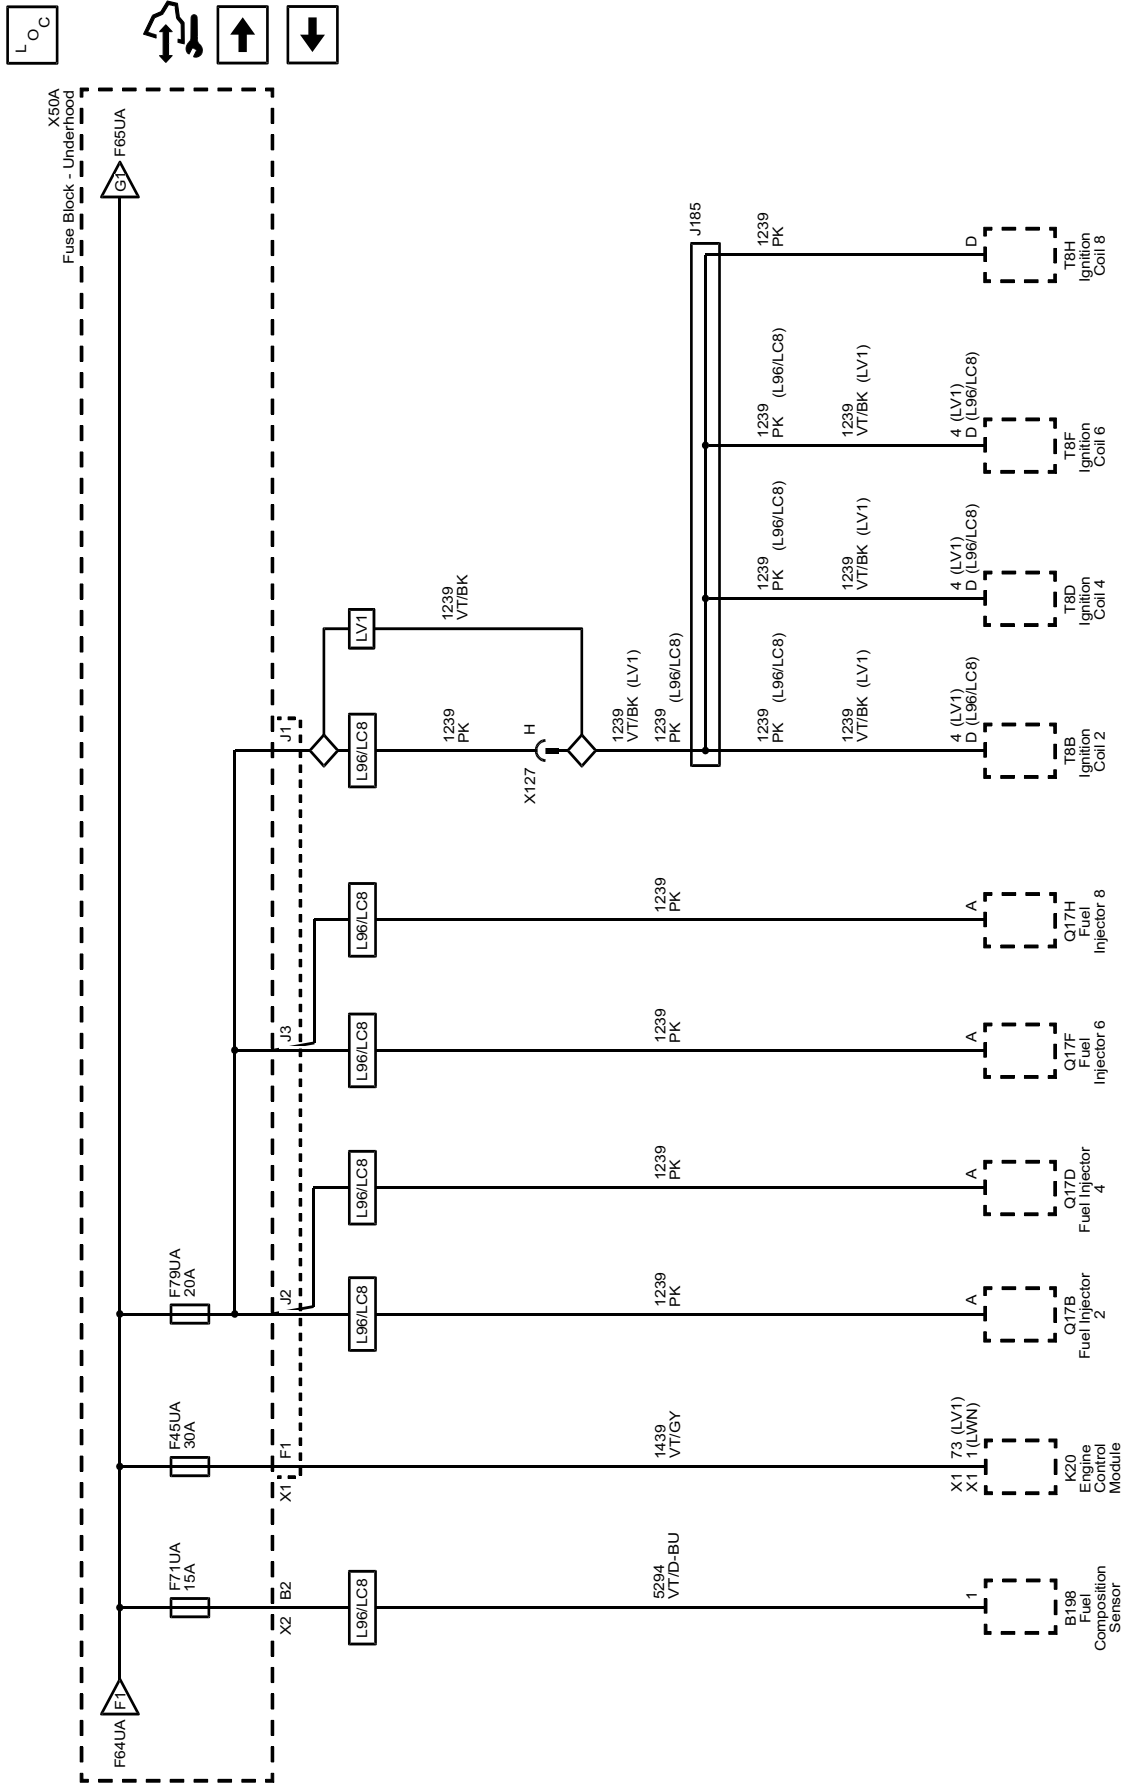 L O C
X50A
Fuse Block - Underhood
F64UA
F1
G1
F65UA
F71UA
15A
F45UA
30A
F79UA
20A
X2
B2
X1
F1
J2
J3
J1
L96/LC8
L96/LC8
L96/LC8
L96/LC8
L96/LC8
L96/LC8
LV1
1239
PK
1239
VT/BK
X127
H
5294
VT/D-BU
1439
VT/GY
1239
PK
1239
PK
1239
PK
1239
PK
1239
VT/BK (LV1)
1239
PK (L96/LC8)
J185
1239
PK (L96/LC8)
1239
VT/BK (LV1)
1239
PK (L96/LC8)
1239
VT/BK (LV1)
1239
PK (L96/LC8)
1239
VT/BK (LV1)
1239
PK
1
X1 73 (LV1)
X1 1 (LWN)
A
A
A
A
4 (LV1)
D (L96/LC8)
4 (LV1)
D (L96/LC8)
4 (LV1)
D (L96/LC8)
D
B198
Fuel
Composition
Sensor
K20
Engine
Control
Module
Q17B
Fuel Injector
2
Q17D
Fuel Injector
4
Q17F
Fuel
Injector 6
Q17H
Fuel
Injector 8
T8B
Ignition
Coil 2
T8D
Ignition
Coil 4
T8F
Ignition
Coil 6
T8H
Ignition
Coil 8